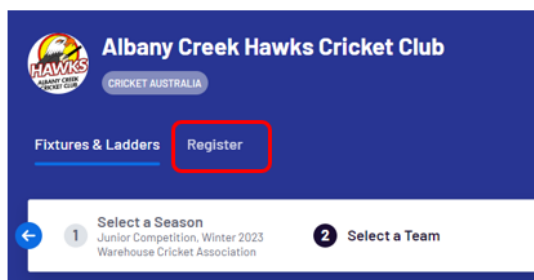 Albany Creek Hawks Cricket Club
HAWKS
ALBANY CREEK
CRICKET CLUB
CRICKET AUSTRALIA
Fixtures & Ladders Register
1 Select a Season 2 Select a Team
Junior Competition, Winter 2023
Warehouse Cricket Association